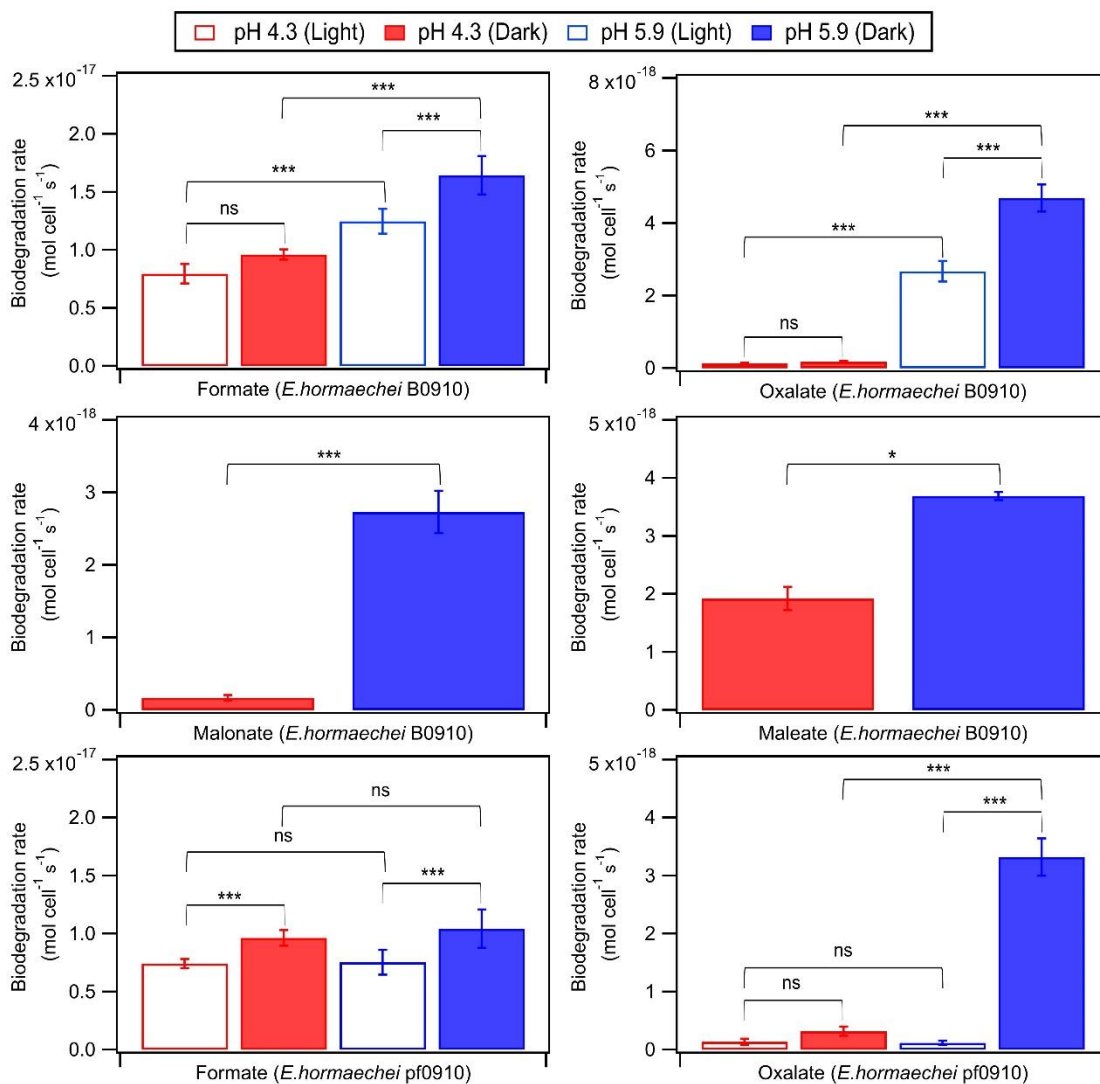 pH 4.3 (Light) pH 4.3 (Dark) pH 5.9 (Light) pH 5.9 (Dark)
2.5 x10⁻¹⁷
2.0
1.5
1.0
0.5
0.0
Biodegradation rate
(mol cell⁻¹ s⁻¹)
***
***
***
ns
Formate (E.hormaechei B0910)
8 x10⁻¹⁸
6
4
2
0
Biodegradation rate
(mol cell⁻¹ s⁻¹)
***
***
***
ns
Oxalate (E.hormaechei B0910)
4 x10⁻¹⁸
3
2
1
0
Biodegradation rate
(mol cell⁻¹ s⁻¹)
***
Malonate (E.hormaechei B0910)
5 x10⁻¹⁸
4
3
2
1
0
Biodegradation rate
(mol cell⁻¹ s⁻¹)
*
Maleate (E.hormaechei B0910)
2.5 x10⁻¹⁷
2.0
1.5
1.0
0.5
0.0
Biodegradation rate
(mol cell⁻¹ s⁻¹)
ns
ns
***
***
Formate (E.hormaechei pf0910)
5 x10⁻¹⁸
4
3
2
1
0
Biodegradation rate
(mol cell⁻¹ s⁻¹)
***
***
ns
ns
Oxalate (E.hormaechei pf0910)